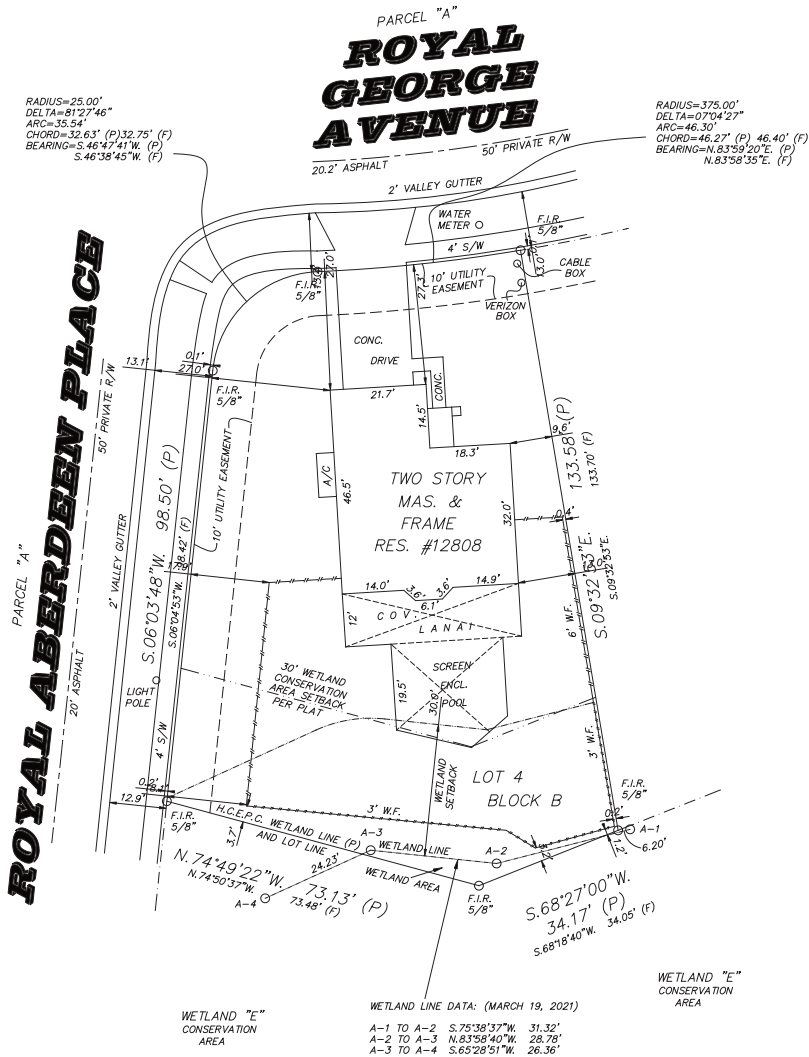 PARCEL "A"
ROYAL
GEORGE
AVENUE
RADIUS=25.00'
DELTA=81°27'46"
ARC=35.54'
CHORD=32.63' (P)32.75' (F)
BEARING=S.46°47'41"W. (P)
S.46°38'45"W. (F)
RADIUS=375.00'
DELTA=07°04'27"
ARC=46.30'
CHORD=46.27' (P) 46.40' (F)
BEARING=N.83°59'20"E. (P)
N.83°58'35"E. (F)
20.2' ASPHALT
50' PRIVATE R/W
2' VALLEY GUTTER
WATER
METER
F.I.R.
5/8"
4' S/W
CABLE
BOX
13.0'
10' UTILITY
EASEMENT
VERIZON
BOX
27.0'
27.3'
F.I.R.
5/8"
CONC.
DRIVE
CONC.
13.1'
0.1'
27.0'
F.I.R.
5/8"
21.7'
14.5'
18.3'
9.6'
133.58' (P)
133.70' (F)
PARCEL "A"
ROYAL ABERDEEN PLACE
50' PRIVATE R/W
20' ASPHALT
2' VALLEY GUTTER
S.06°03'48"W. 98.50' (P)
S.06°04'53"W. 98.42' (F)
10' UTILITY EASEMENT
A/C
46.5'
TWO STORY
MAS. &
FRAME
RES. #12808
32.0'
0.4'
S.09°32'53"E.
S.09°32'53"E.
17.9'
14.0'
3.6'
6.1'
3.6'
14.9'
12'
COV.
LANAI
6' W.F.
30' WETLAND
CONSERVATION
AREA SETBACK
PER PLAT
SCREEN
ENCL.
POOL
19.5'
30.0'
3' W.F.
LIGHT
POLE
4' S/W
WETLAND
SETBACK
LOT 4
BLOCK B
F.I.R.
5/8"
0.2'
A-1
6.20'
1.2'
0.2'
18.1'
12.9'
F.I.R.
5/8"
3' W.F.
3.7'
H.C.E.P.C. WETLAND LINE (P)
AND LOT LINE
A-3
WETLAND LINE
A-2
24.23'
WETLAND AREA
A-4
F.I.R.
5/8"
N.74°49'22"W. 73.13' (P)
N.74°50'37"W. 73.48' (F)
S.68°27'00"W.
34.17' (P)
S.68°18'40"W. 34.05' (F)
WETLAND "E"
CONSERVATION
AREA
WETLAND "E"
CONSERVATION
AREA
WETLAND LINE DATA: (MARCH 19, 2021)
A-1 TO A-2 S.75°38'37"W. 31.32'
A-2 TO A-3 N.83°58'40"W. 28.78'
A-3 TO A-4 S.65°28'51"W. 26.36'